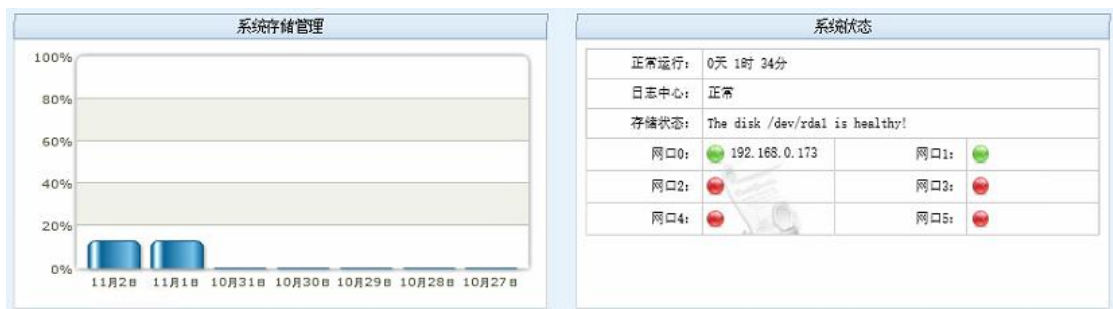 系统存储管理
100%
80%
60%
40%
20%
0%
11月2日 11月1日 10月31日 10月30日 10月29日 10月28日 10月27日
系统状态
正常运行: 0天 1时 34分
日志中心: 正常
存储状态: The disk /dev/rda1 is healthy!
网口0: 192.168.0.173 网口1:
网口2: 网口3:
网口4: 网口5: